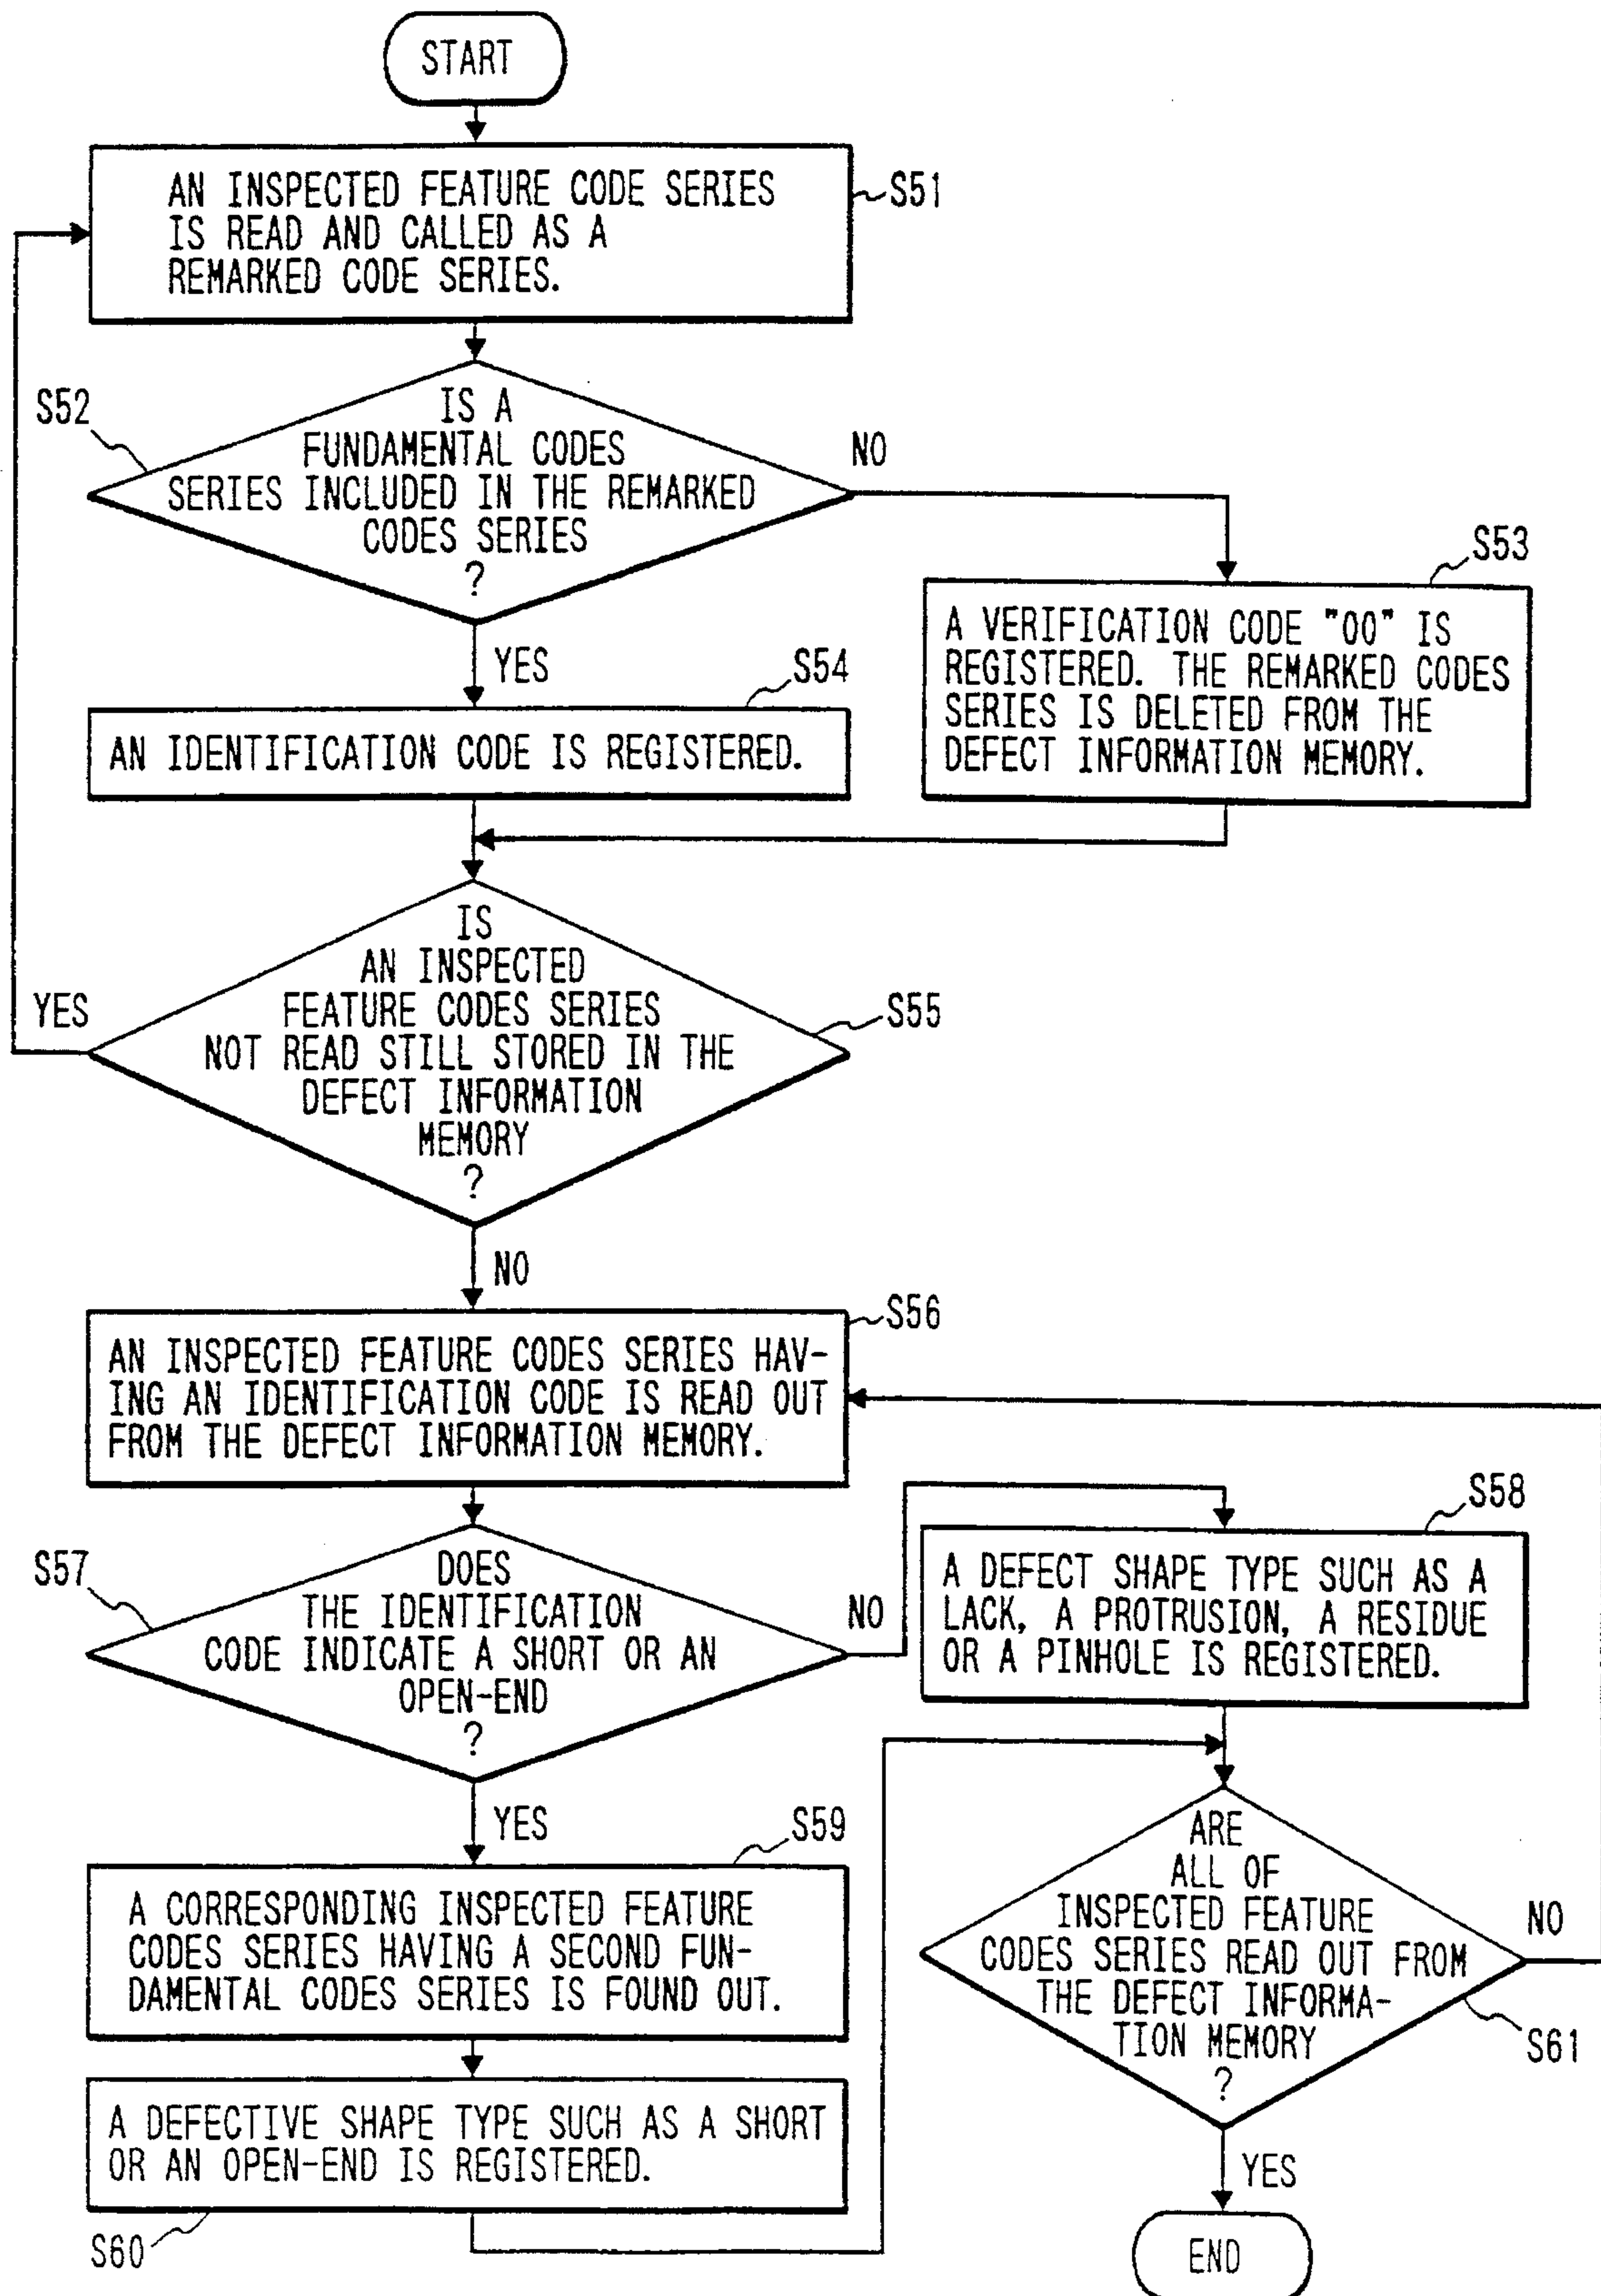 START
AN INSPECTED FEATURE CODE SERIES
IS READ AND CALLED AS A
REMARKED CODE SERIES.
S51
S52
IS A
FUNDAMENTAL CODES
SERIES INCLUDED IN THE REMARKED
CODES SERIES
?
NO
YES
S53
A VERIFICATION CODE "00" IS
REGISTERED. THE REMARKED CODES
SERIES IS DELETED FROM THE
DEFECT INFORMATION MEMORY.
S54
AN IDENTIFICATION CODE IS REGISTERED.
IS
AN INSPECTED
FEATURE CODES SERIES
NOT READ STILL STORED IN THE
DEFECT INFORMATION
MEMORY
?
YES
S55
NO
S56
AN INSPECTED FEATURE CODES SERIES HAV-
ING AN IDENTIFICATION CODE IS READ OUT
FROM THE DEFECT INFORMATION MEMORY.
S57
DOES
THE IDENTIFICATION
CODE INDICATE A SHORT OR AN
OPEN-END
?
NO
YES
S58
A DEFECT SHAPE TYPE SUCH AS A
LACK, A PROTRUSION, A RESIDUE
OR A PINHOLE IS REGISTERED.
S59
A CORRESPONDING INSPECTED FEATURE
CODES SERIES HAVING A SECOND FUN-
DAMENTAL CODES SERIES IS FOUND OUT.
A DEFECTIVE SHAPE TYPE SUCH AS A SHORT
OR AN OPEN-END IS REGISTERED.
S60
ARE
ALL OF
INSPECTED FEATURE
CODES SERIES READ OUT FROM
THE DEFECT INFORMA-
TION MEMORY
?
NO
S61
YES
END